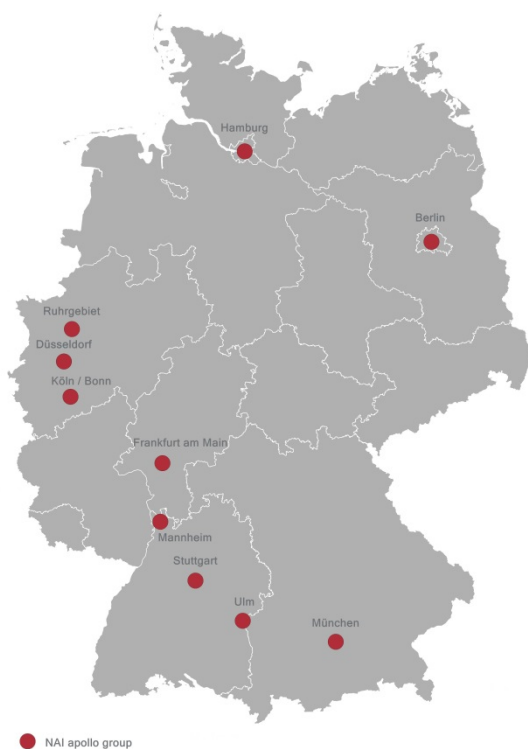 Hamburg
Berlin
Ruhrgebiet
Düsseldorf
Köln / Bonn
Frankfurt am Main
Mannheim
Stuttgart
Ulm
München
NAI apollo group